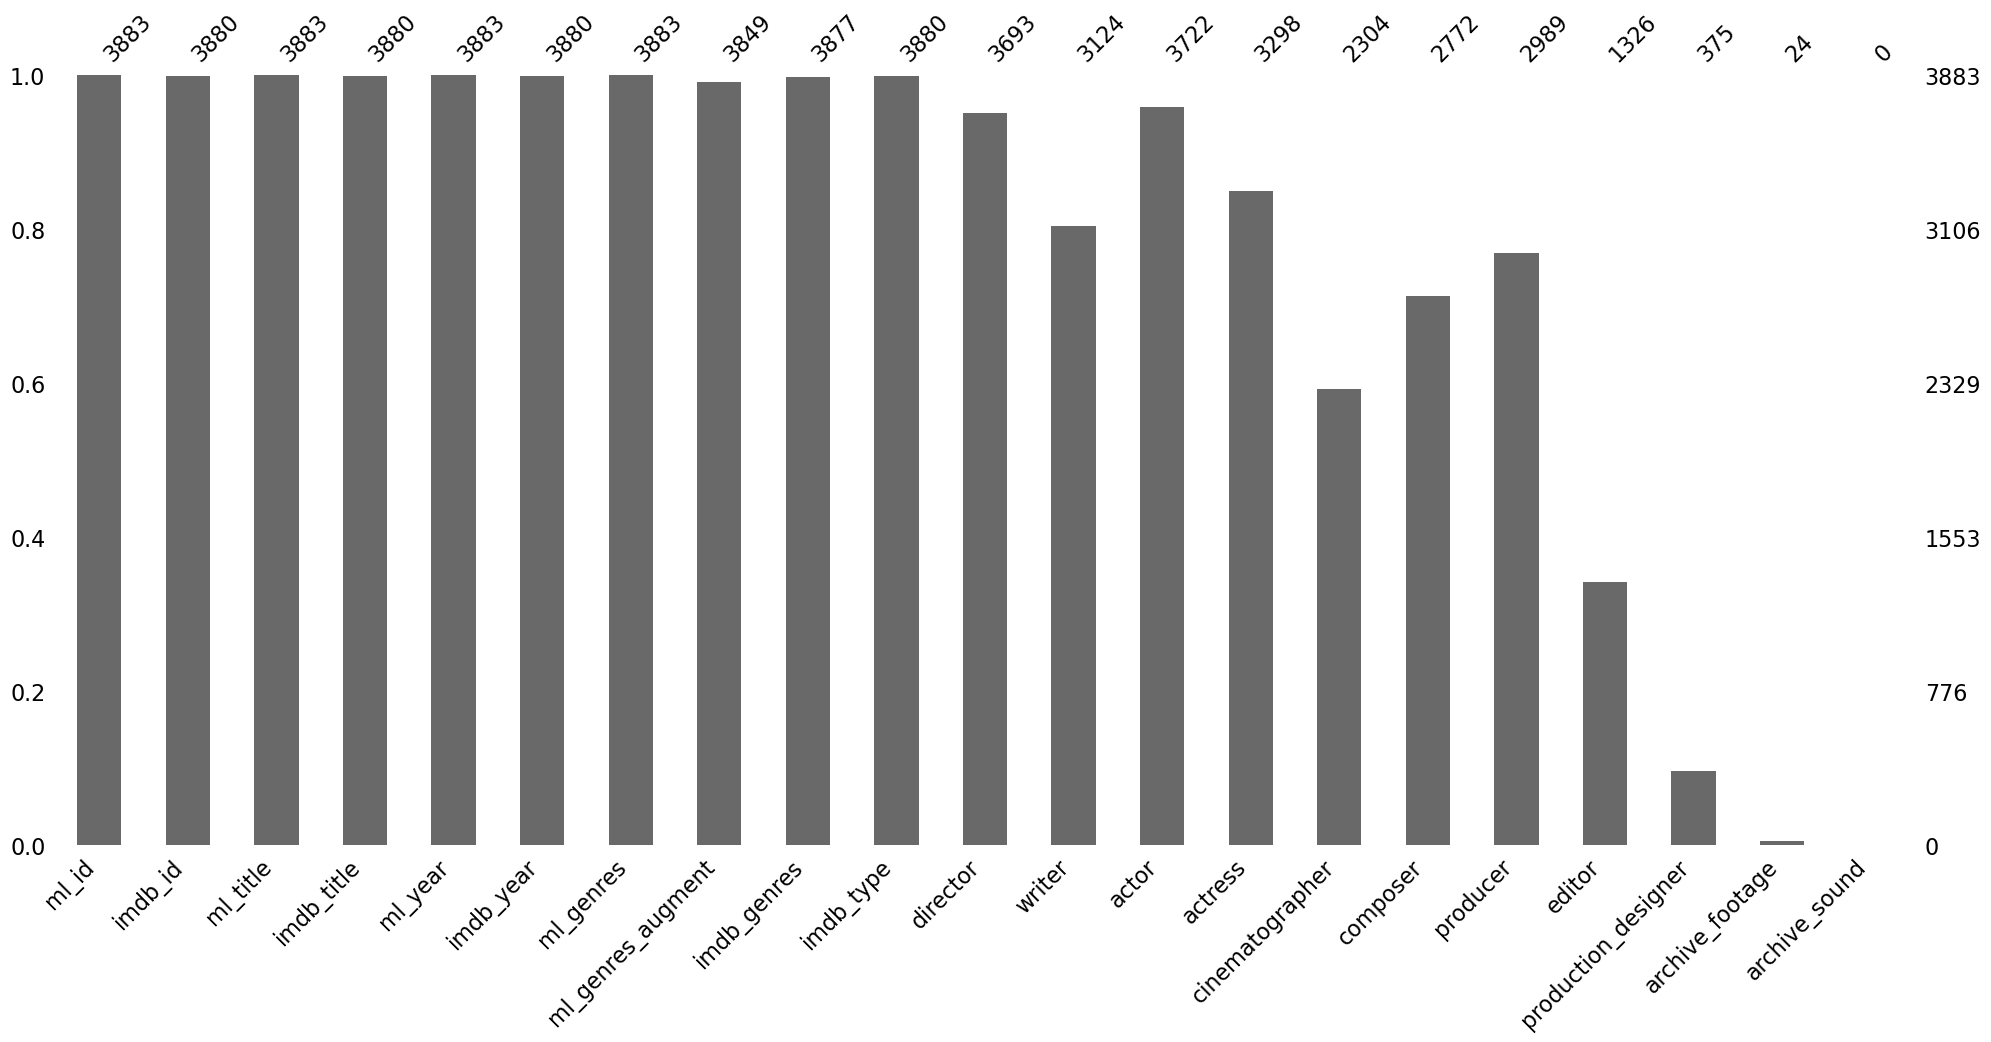 3883
3880
3883
3880
3883
3880
3883
3849
3877
3880
3693
3124
3722
3298
2304
2772
2989
1326
375
24
0
1.0 3883
0.8 3106
0.6 2329
0.4 1553
0.2 776
0.0 0
ml_id
imdb_id
ml_title
imdb_title
ml_year
imdb_year
ml_genres
ml_genres_augment
imdb_genres
imdb_type
director
writer
actor
actress
cinematographer
composer
producer
editor
production_designer
archive_footage
archive_sound